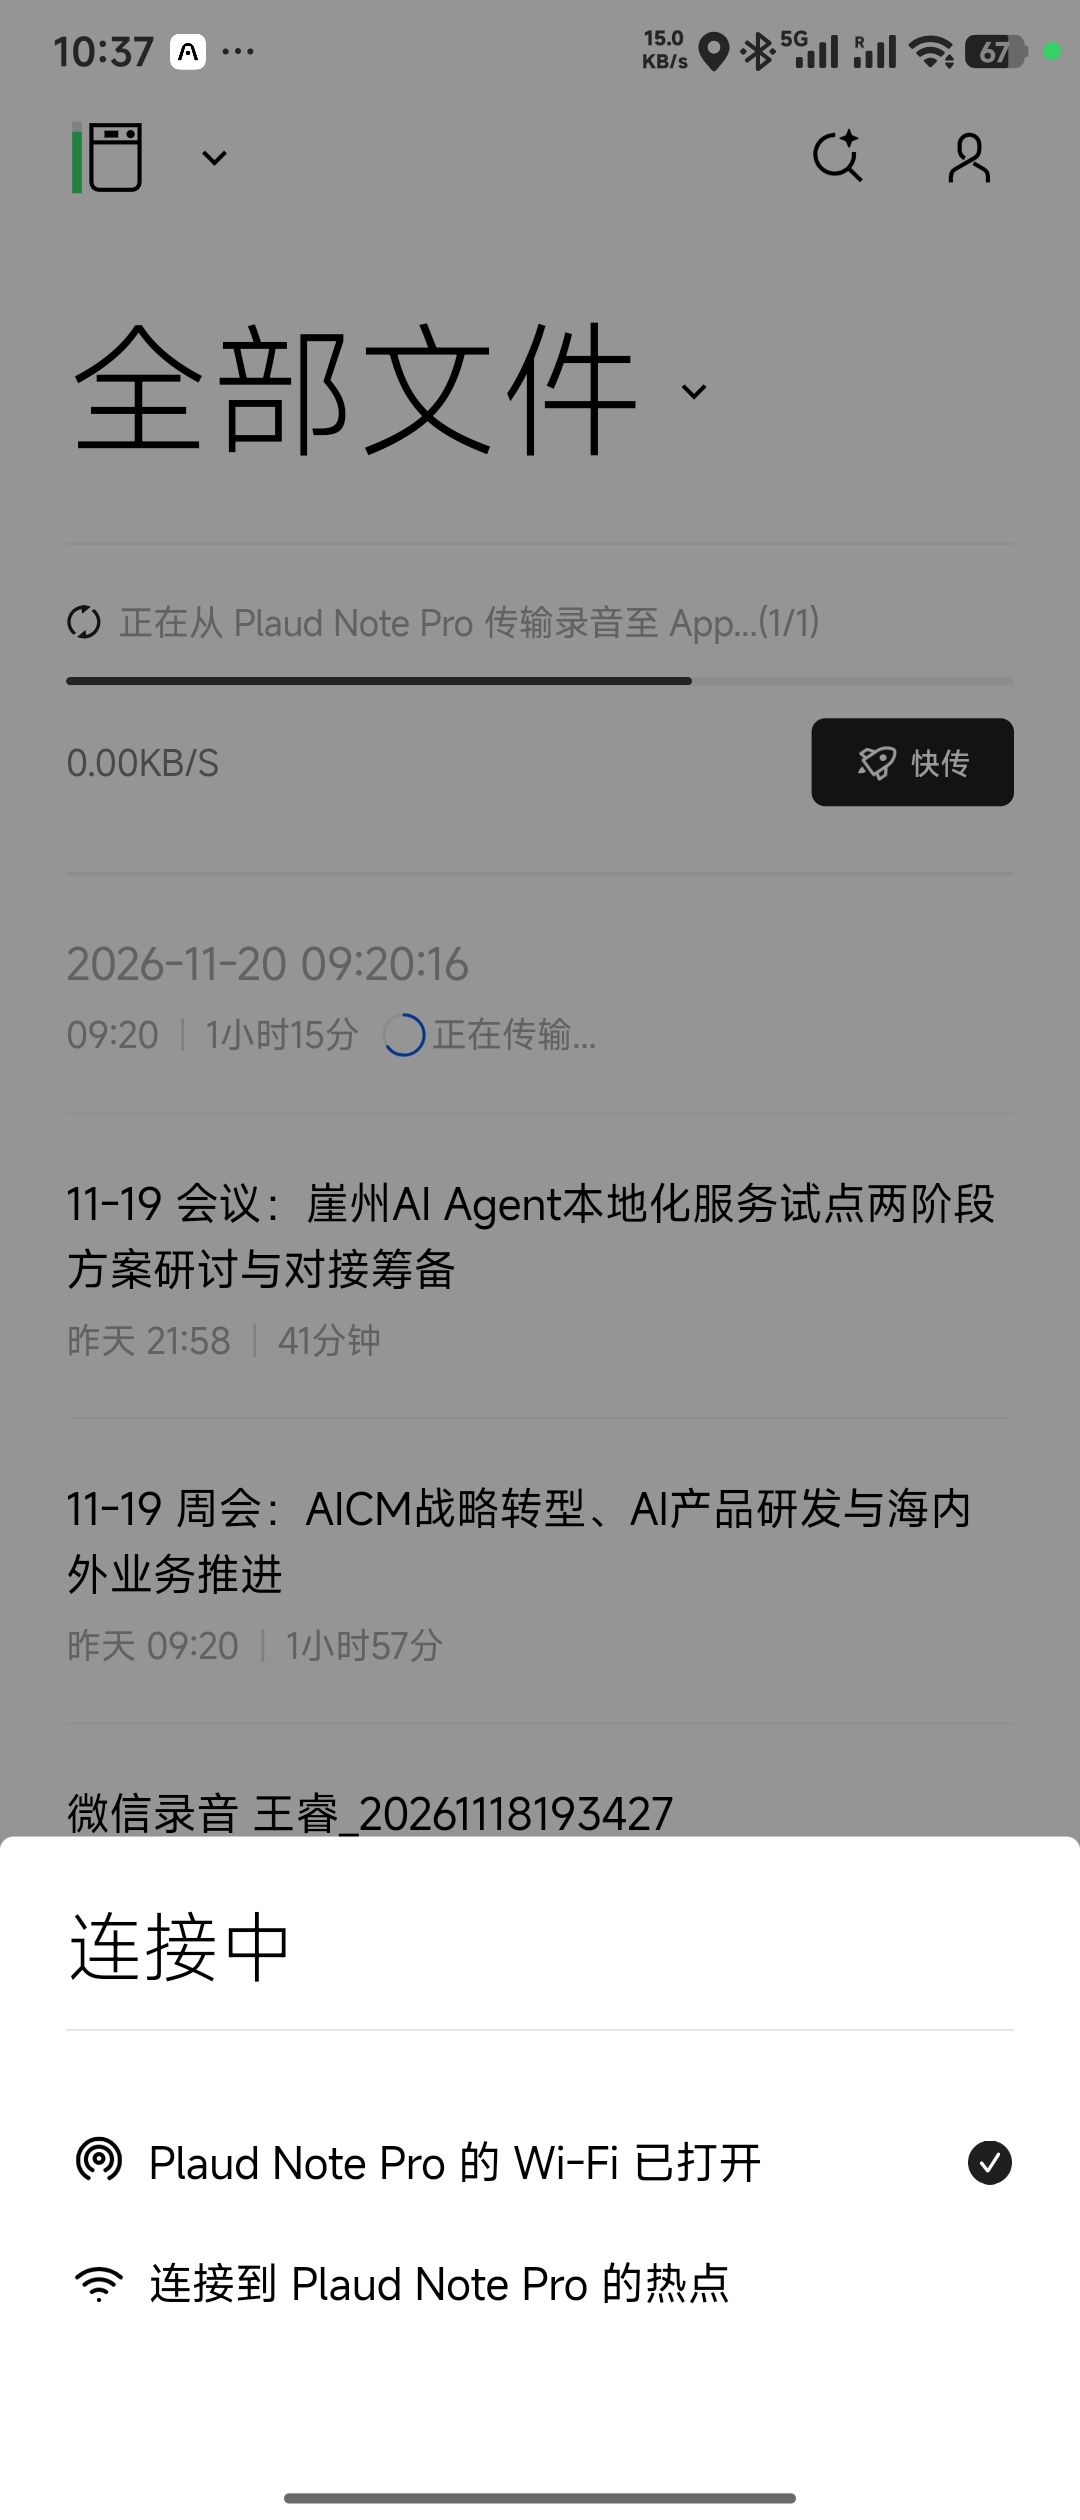 10:37
15.0 KB/s
5G
R
67
全部文件
正在从 Plaud Note Pro 传输录音至 App...(1/1)
0.00KB/S
快传
2026-11-20 09:20:16
09:20 | 1小时15分 正在传输...
11-19 会议：崖州AI Agent本地化服务试点两阶段
方案研讨与对接筹备
昨天 21:58 | 41分钟
11-19 周会：AICM战略转型、AI产品研发与海内
外业务推进
昨天 09:20 | 1小时57分
微信录音 王睿_20261118193427
连接中
Plaud Note Pro 的 Wi-Fi 已打开
连接到 Plaud Note Pro 的热点